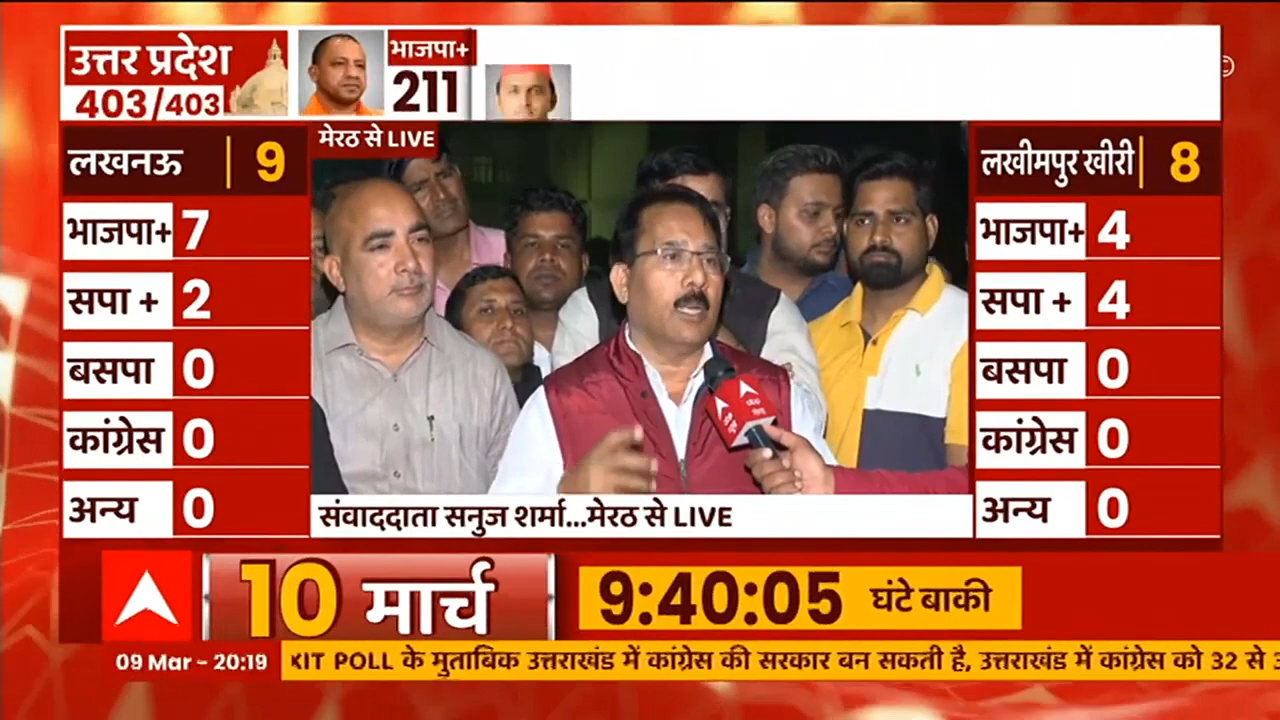 उत्तर प्रदेश
403/403
भाजपा+
211
मेरठ से LIVE
लखनऊ 9
भाजपा+ 7
सपा + 2
बसपा 0
कांग्रेस 0
अन्य 0
लखीमपुर खीरी 8
भाजपा+ 4
सपा + 4
बसपा 0
कांग्रेस 0
अन्य 0
संवाददाता सनुज शर्मा...मेरठ से LIVE
10 मार्च
9:40:05 घंटे बाकी
09 Mar - 20:19
POLL के मुताबिक उत्तराखंड में कांग्रेस की सरकार बन सकती है, उत्तराखंड में कांग्रेस को 32 से